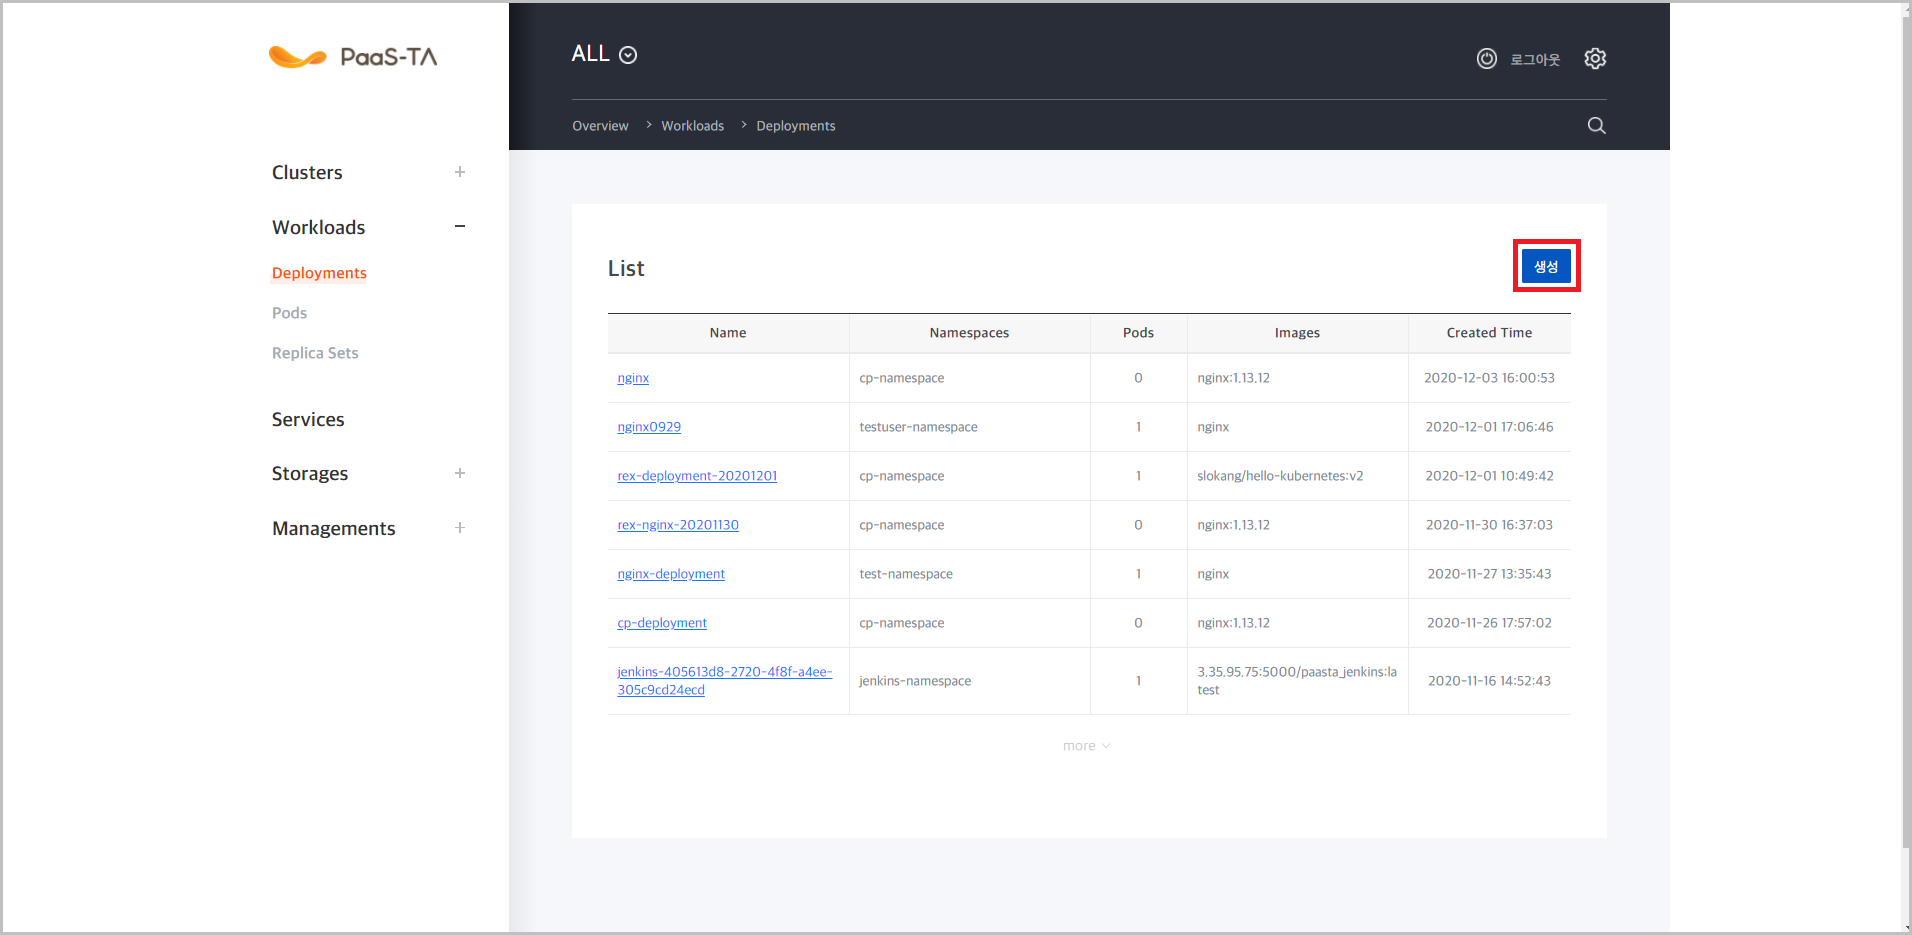 PaaS-TA
ALL
로그아웃
Overview > Workloads > Deployments
Clusters +
Workloads −
Deployments
Pods
Replica Sets
Services
Storages +
Managements +
List
생성
Name Namespaces Pods Images Created Time
nginx cp-namespace 0 nginx:1.13.12 2020-12-03 16:00:53
nginx0929 testuser-namespace 1 nginx 2020-12-01 17:06:46
rex-deployment-20201201 cp-namespace 1 slokang/hello-kubernetes:v2 2020-12-01 10:49:42
rex-nginx-20201130 cp-namespace 0 nginx:1.13.12 2020-11-30 16:37:03
nginx-deployment test-namespace 1 nginx 2020-11-27 13:35:43
cp-deployment cp-namespace 0 nginx:1.13.12 2020-11-26 17:57:02
jenkins-405613d8-2720-4f8f-a4ee-
305c9cd24ecd jenkins-namespace 1 3.35.95.75:5000/paasta_jenkins:la
test 2020-11-16 14:52:43
more